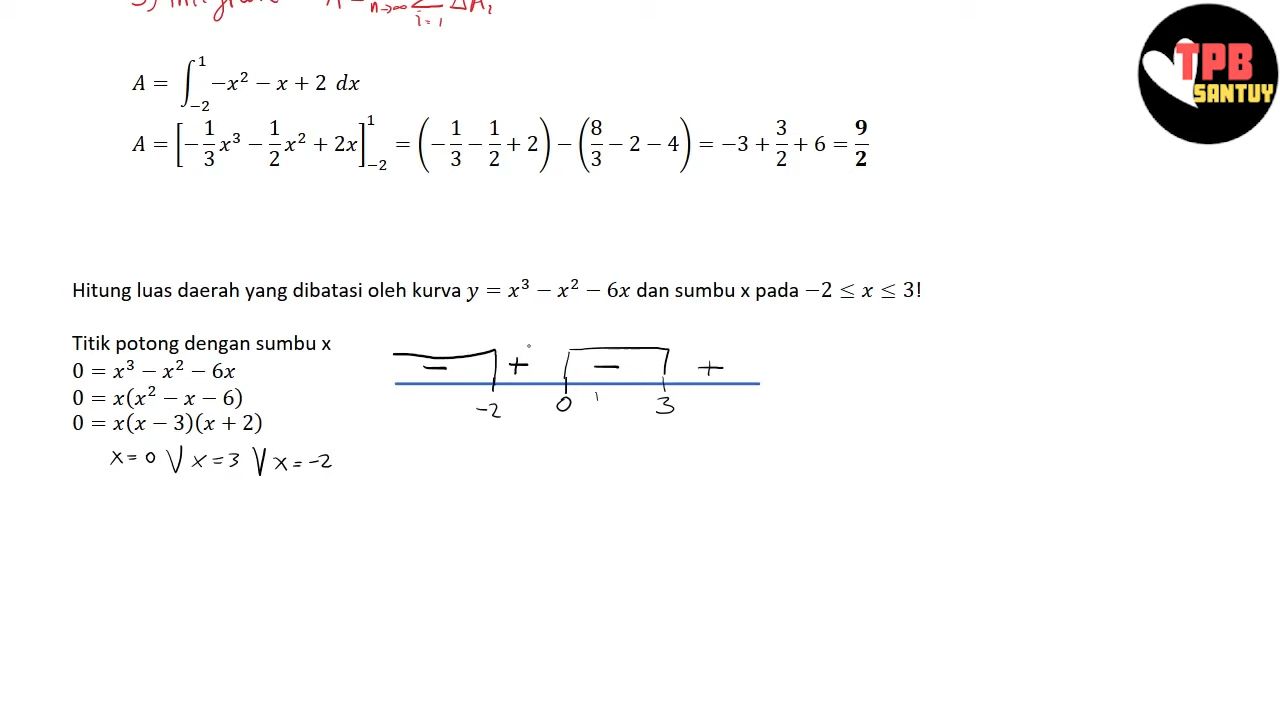 TPB
SANTUY
n→∞
i=1
A = ∫₋₂¹ −x² − x + 2 dx
A = [−1/3 x³ − 1/2 x² + 2x]₋₂¹ = (−1/3 − 1/2 + 2) − (8/3 − 2 − 4) = −3 + 3/2 + 6 = 9/2
Hitung luas daerah yang dibatasi oleh kurva y = x³ − x² − 6x dan sumbu x pada −2 ≤ x ≤ 3!
Titik potong dengan sumbu x
0 = x³ − x² − 6x
0 = x(x² − x − 6)
0 = x(x − 3)(x + 2)
x = 0 ∨ x = 3 ∨ x = -2
− + − +
-2 0 1 3